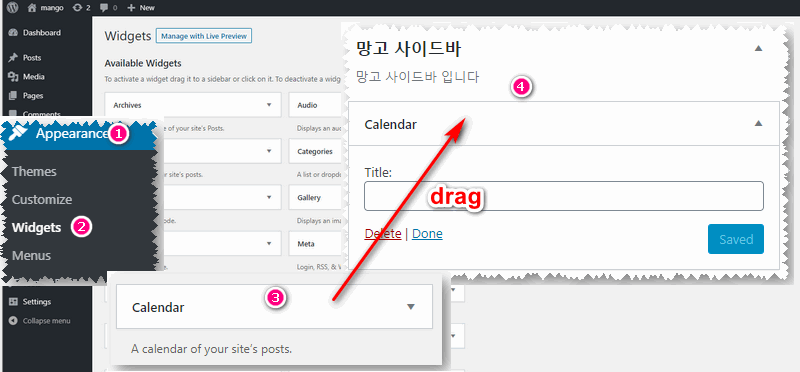 mango 2 0 + New
Dashboard
Posts
Media
Pages
Comments
Appearance 1
Themes
Customize
Widgets 2
Menus
Settings
Collapse menu
Widgets Manage with Live Preview
Available Widgets
To activate a widget drag it to a sidebar or click on it. To deactivate a widg
Archives Audio
e of your site's Posts. Displays an au
Categories
ur site's posts. A list or dropdo
Gallery
ode. Displays an ima
Meta
Login, RSS, & W
3
Calendar
A calendar of your site's posts.
망고 사이드바
망고 사이드바 입니다 4
Calendar
Title:
drag
Delete | Done Saved